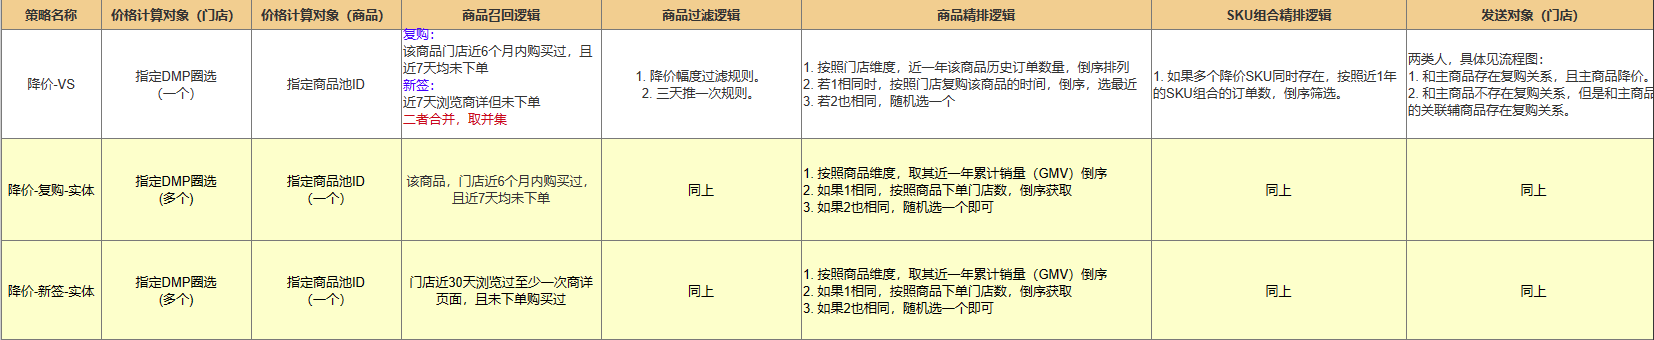 策略名称
价格计算对象（门店）
价格计算对象（商品）
商品召回逻辑
商品过滤逻辑
商品精排逻辑
SKU组合精排逻辑
发送对象（门店）
降价-VS
指定DMP圈选
（一个）
指定商品池ID
复购：
该商品门店近6个月内购买过，且
近7天均未下单
新签：
近7天浏览商详但未下单
二者合并，取并集
1. 降价幅度过滤规则。
2. 三天推一次规则。
1. 按照门店维度，近一年该商品历史订单数量，倒序排列
2. 若1相同时，按照门店复购该商品的时间，倒序，选最近
3. 若2也相同，随机选一个
1. 如果多个降价SKU同时存在，按照近1年
的SKU组合的订单数，倒序筛选。
两类人，具体见流程图：
1. 和主商品存在复购关系，且主商品降价。
2. 和主商品不存在复购关系，但是和主商品
的关联辅商品存在复购关系。
降价-复购-实体
指定DMP圈选
(多个)
指定商品池ID
（一个）
该商品，门店近6个月内购买过，
且近7天均未下单
同上
1. 按照商品维度，取其近一年累计销量（GMV）倒序
2. 如果1相同，按照商品下单门店数，倒序获取
3. 如果2也相同，随机选一个即可
同上
同上
降价-新签-实体
指定DMP圈选
(多个)
指定商品池ID
（一个）
门店近30天浏览过至少一次商详
页面，且未下单购买过
同上
1. 按照商品维度，取其近一年累计销量（GMV）倒序
2. 如果1相同，按照商品下单门店数，倒序获取
3. 如果2也相同，随机选一个即可
同上
同上